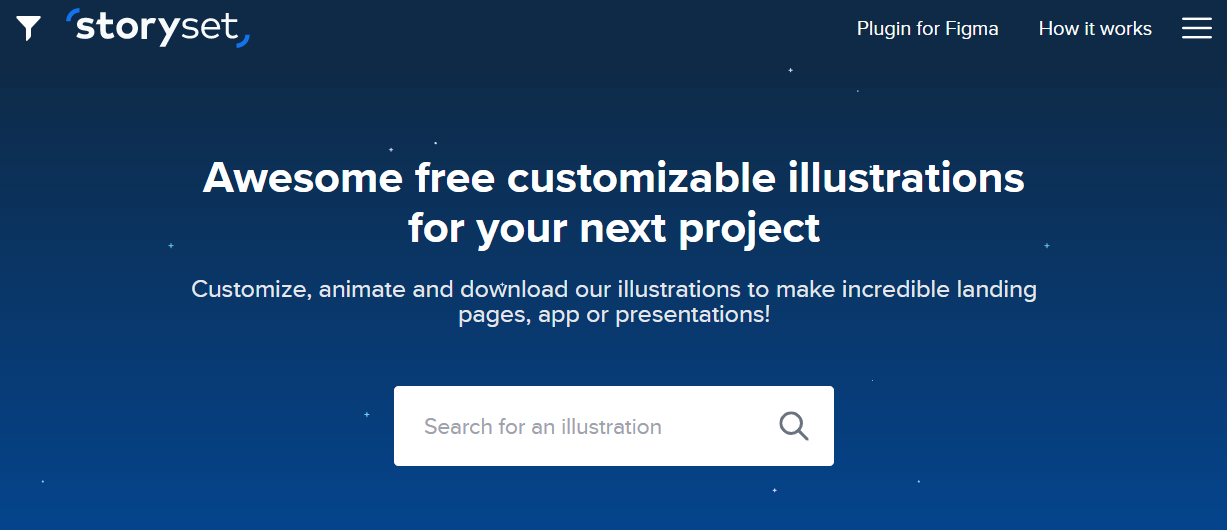 storyset
Plugin for Figma
How it works
Awesome free customizable illustrations
for your next project
Customize, animate and download our illustrations to make incredible landing
pages, app or presentations!
Search for an illustration